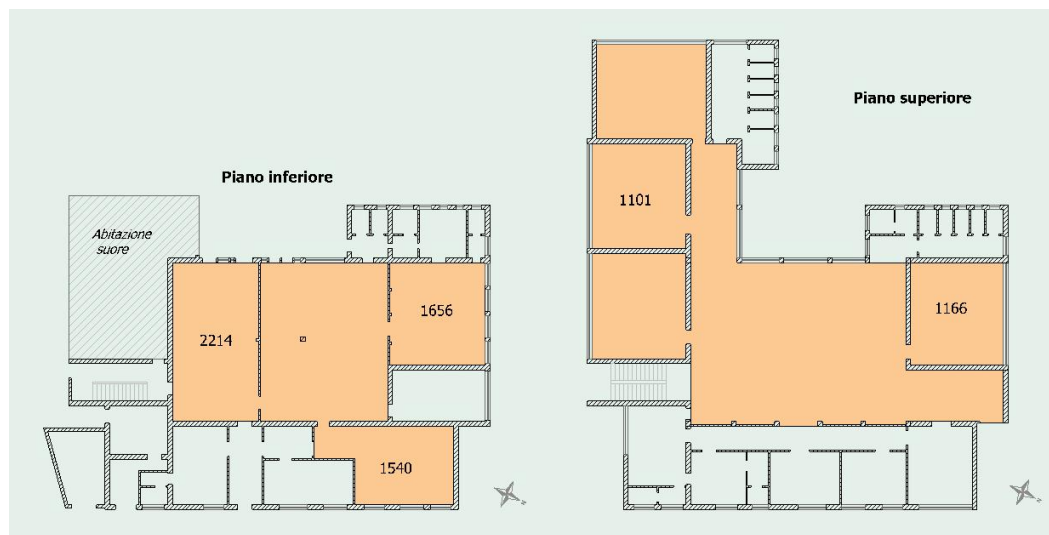 Piano superiore
Piano inferiore
1101
Abitazione
suore
2214
1656
1166
1540